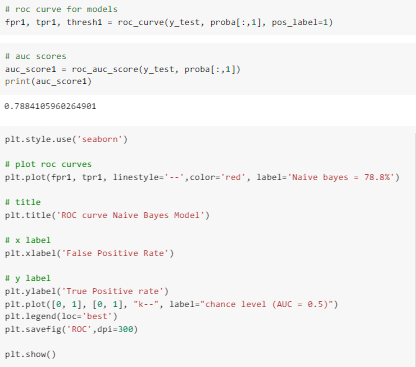 # roc curve for models
fpr1, tpr1, thresh1 = roc_curve(y_test, proba[:,1], pos_label=1)
# auc scores
auc_score1 = roc_auc_score(y_test, proba[:,1])
print(auc_score1)
0.7884105960264901
plt.style.use('seaborn')
# plot roc curves
plt.plot(fpr1, tpr1, linestyle='--',color='red', label='Naive bayes = 78.8%')
# title
plt.title('ROC curve Naive Bayes Model')
# x label
plt.xlabel('False Positive Rate')
# y label
plt.ylabel('True Positive rate')
plt.plot([0, 1], [0, 1], "k--", label="chance level (AUC = 0.5)")
plt.legend(loc='best')
plt.savefig('ROC',dpi=300)
plt.show()